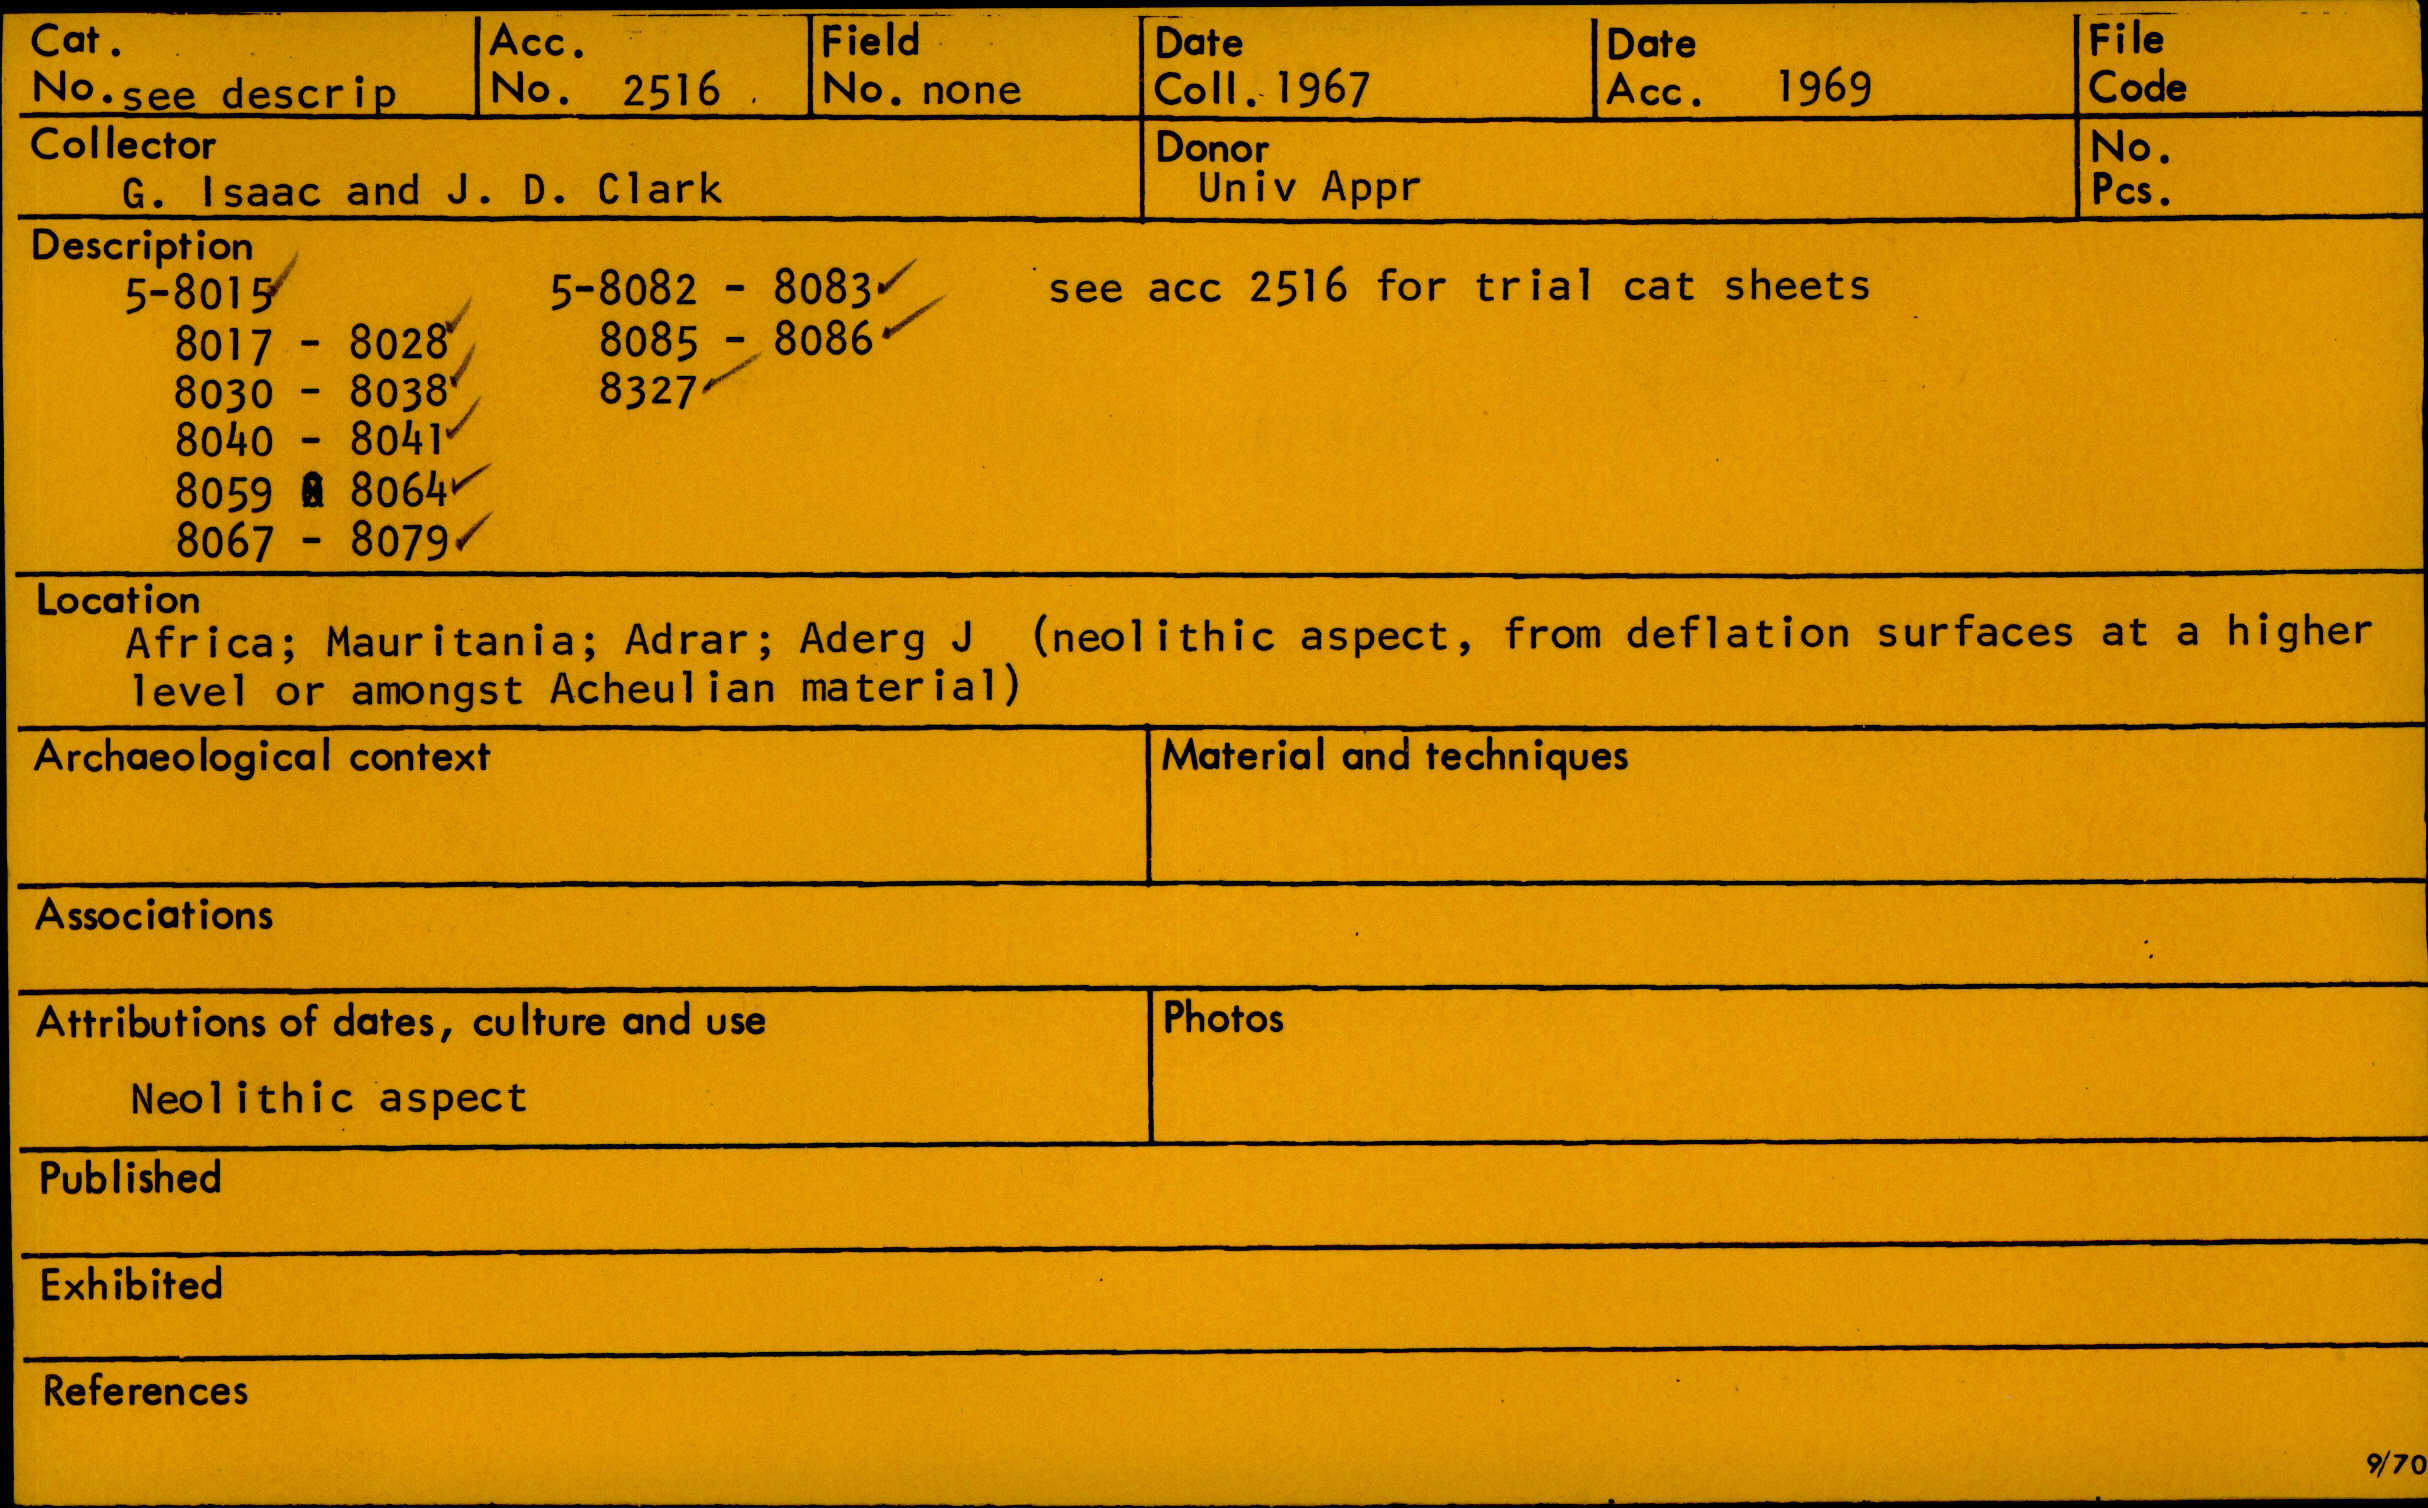 Cat.
No. see descrip
Acc.
No. 2516
Field
No. none
Date
Coll. 1967
Date
Acc. 1969
File
Code
Collector
G. Isaac and J. D. Clark
Donor
Univ Appr
No.
Pcs.
Description
5-8015✓
8017 - 8028✓
8030 - 8038✓
8040 - 8041✓
8059 8064✓
8067 - 8079✓
5-8082 - 8083✓
8085 - 8086✓
8327✓
see acc 2516 for trial cat sheets
Location
Africa; Mauritania; Adrar; Aderg J (neolithic aspect, from deflation surfaces at a higher
level or amongst Acheulian material)
Archaeological context
Material and techniques
Associations
Attributions of dates, culture and use
Neolithic aspect
Photos
Published
Exhibited
References
9/70